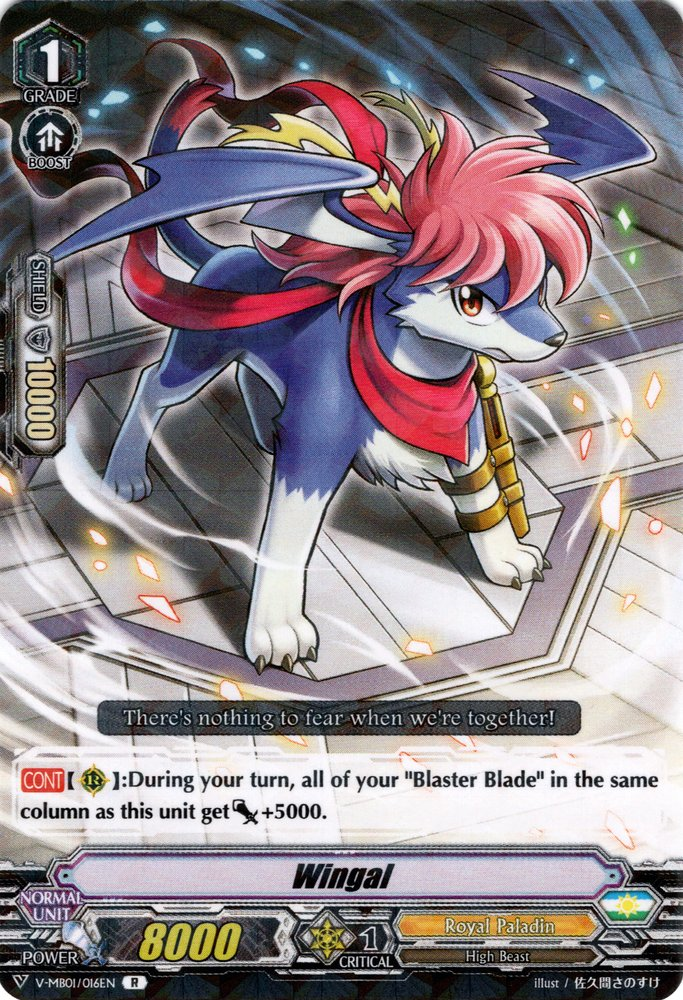 1
GRADE
BOOST
SHIELD
10000
There's nothing to fear when we're together!
CONT【 R 】:During your turn, all of your "Blaster Blade" in the same
column as this unit get +5000.
Wingal
NORMAL
UNIT
POWER 8000
1
CRITICAL
Royal Paladin
High Beast
V-MB01/016EN R
illust / 佐久間さのすけ